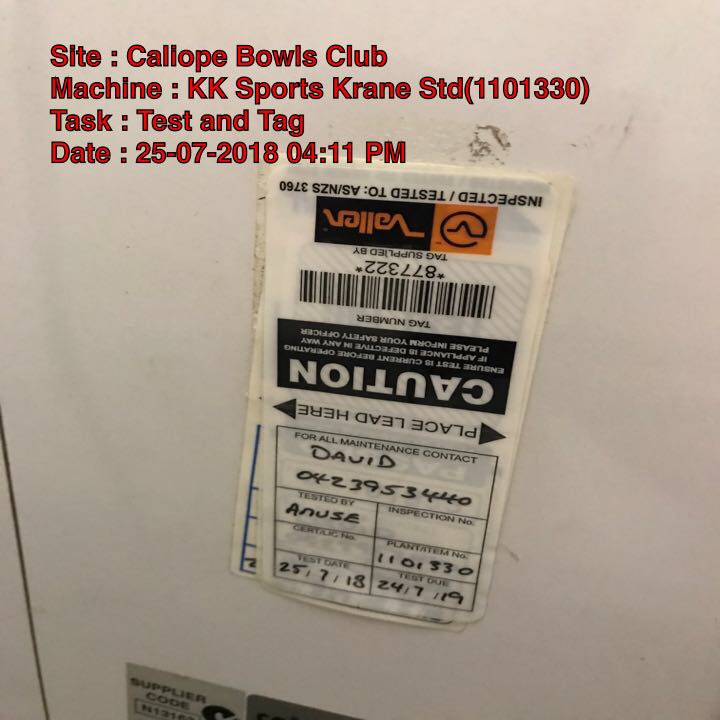 Site : Caliope Bowls Club
Machine : KK Sports Krane Std(1101330)
Task : Test and Tag
Date : 25-07-2018 04:11 PM
INSPECTED / TESTED TO: AS/NZS 3760
Vallen
TAG SUPPLIED BY
*877322*
TAG NUMBER
PLEASE INFORM YOUR SAFETY OFFICER
IF APPLIANCE IS DEFECTIVE IN ANY WAY
ENSURE TEST IS CURRENT BEFORE OPERATING
CAUTION
PLACE LEAD HERE
FOR ALL MAINTENANCE CONTACT
DAVID
0423953440
TESTED BY
ANUSE
INSPECTION No.
CERT/LIC No.
PLANT/ITEM No.
1101330
TEST DATE
25/7/18
TEST DUE
24/7/19
SUPPLIER
CODE